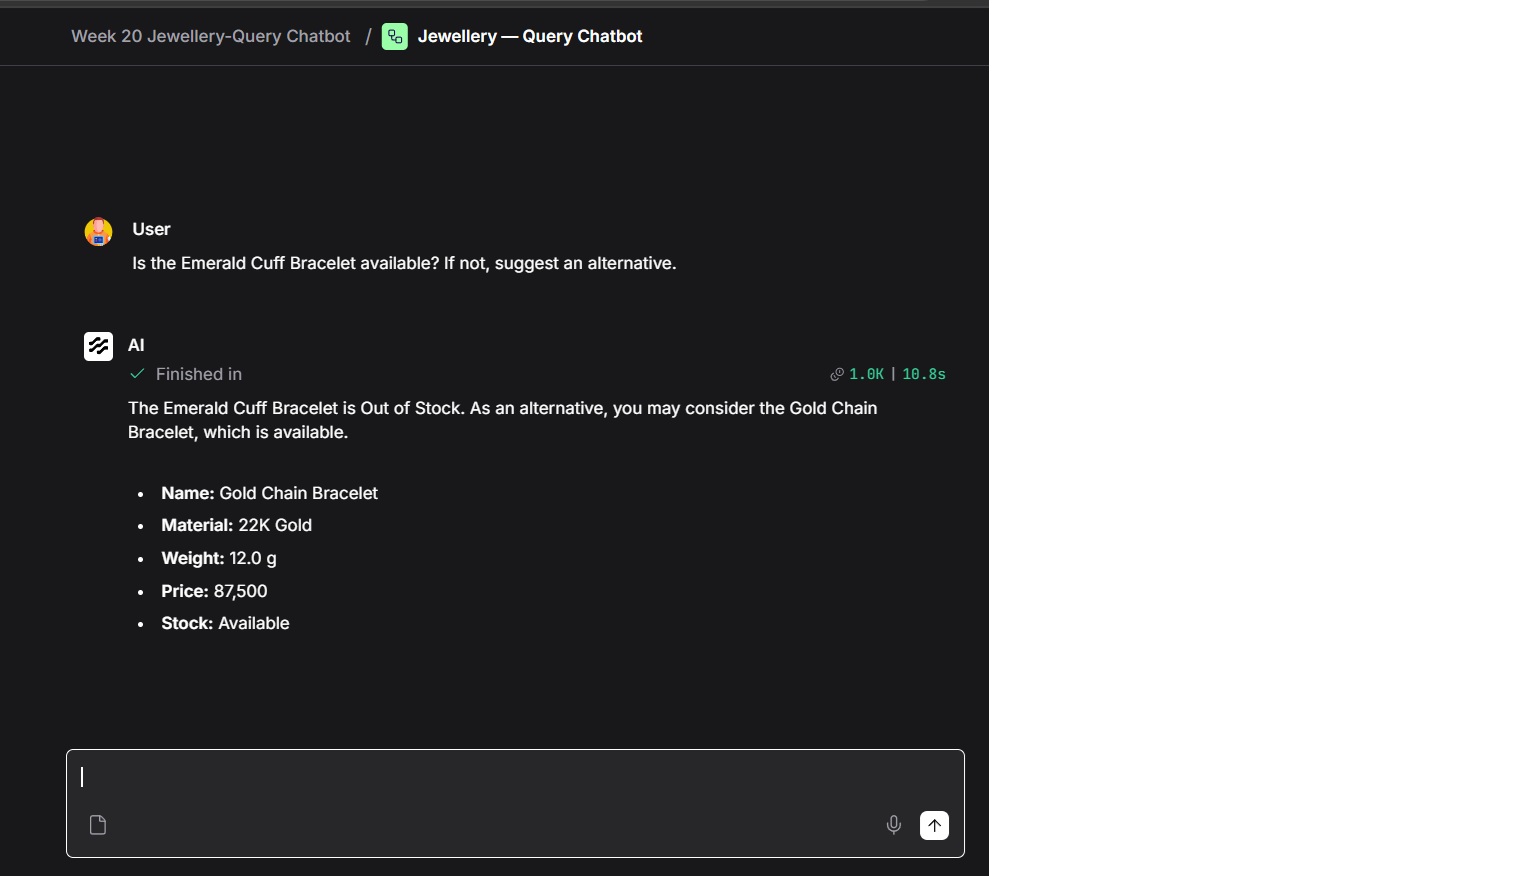 Week 20 Jewellery-Query Chatbot / Jewellery — Query Chatbot
User
Is the Emerald Cuff Bracelet available? If not, suggest an alternative.
AI
Finished in 1.0K | 10.8s
The Emerald Cuff Bracelet is Out of Stock. As an alternative, you may consider the Gold Chain
Bracelet, which is available.
• Name: Gold Chain Bracelet
• Material: 22K Gold
• Weight: 12.0 g
• Price: 87,500
• Stock: Available